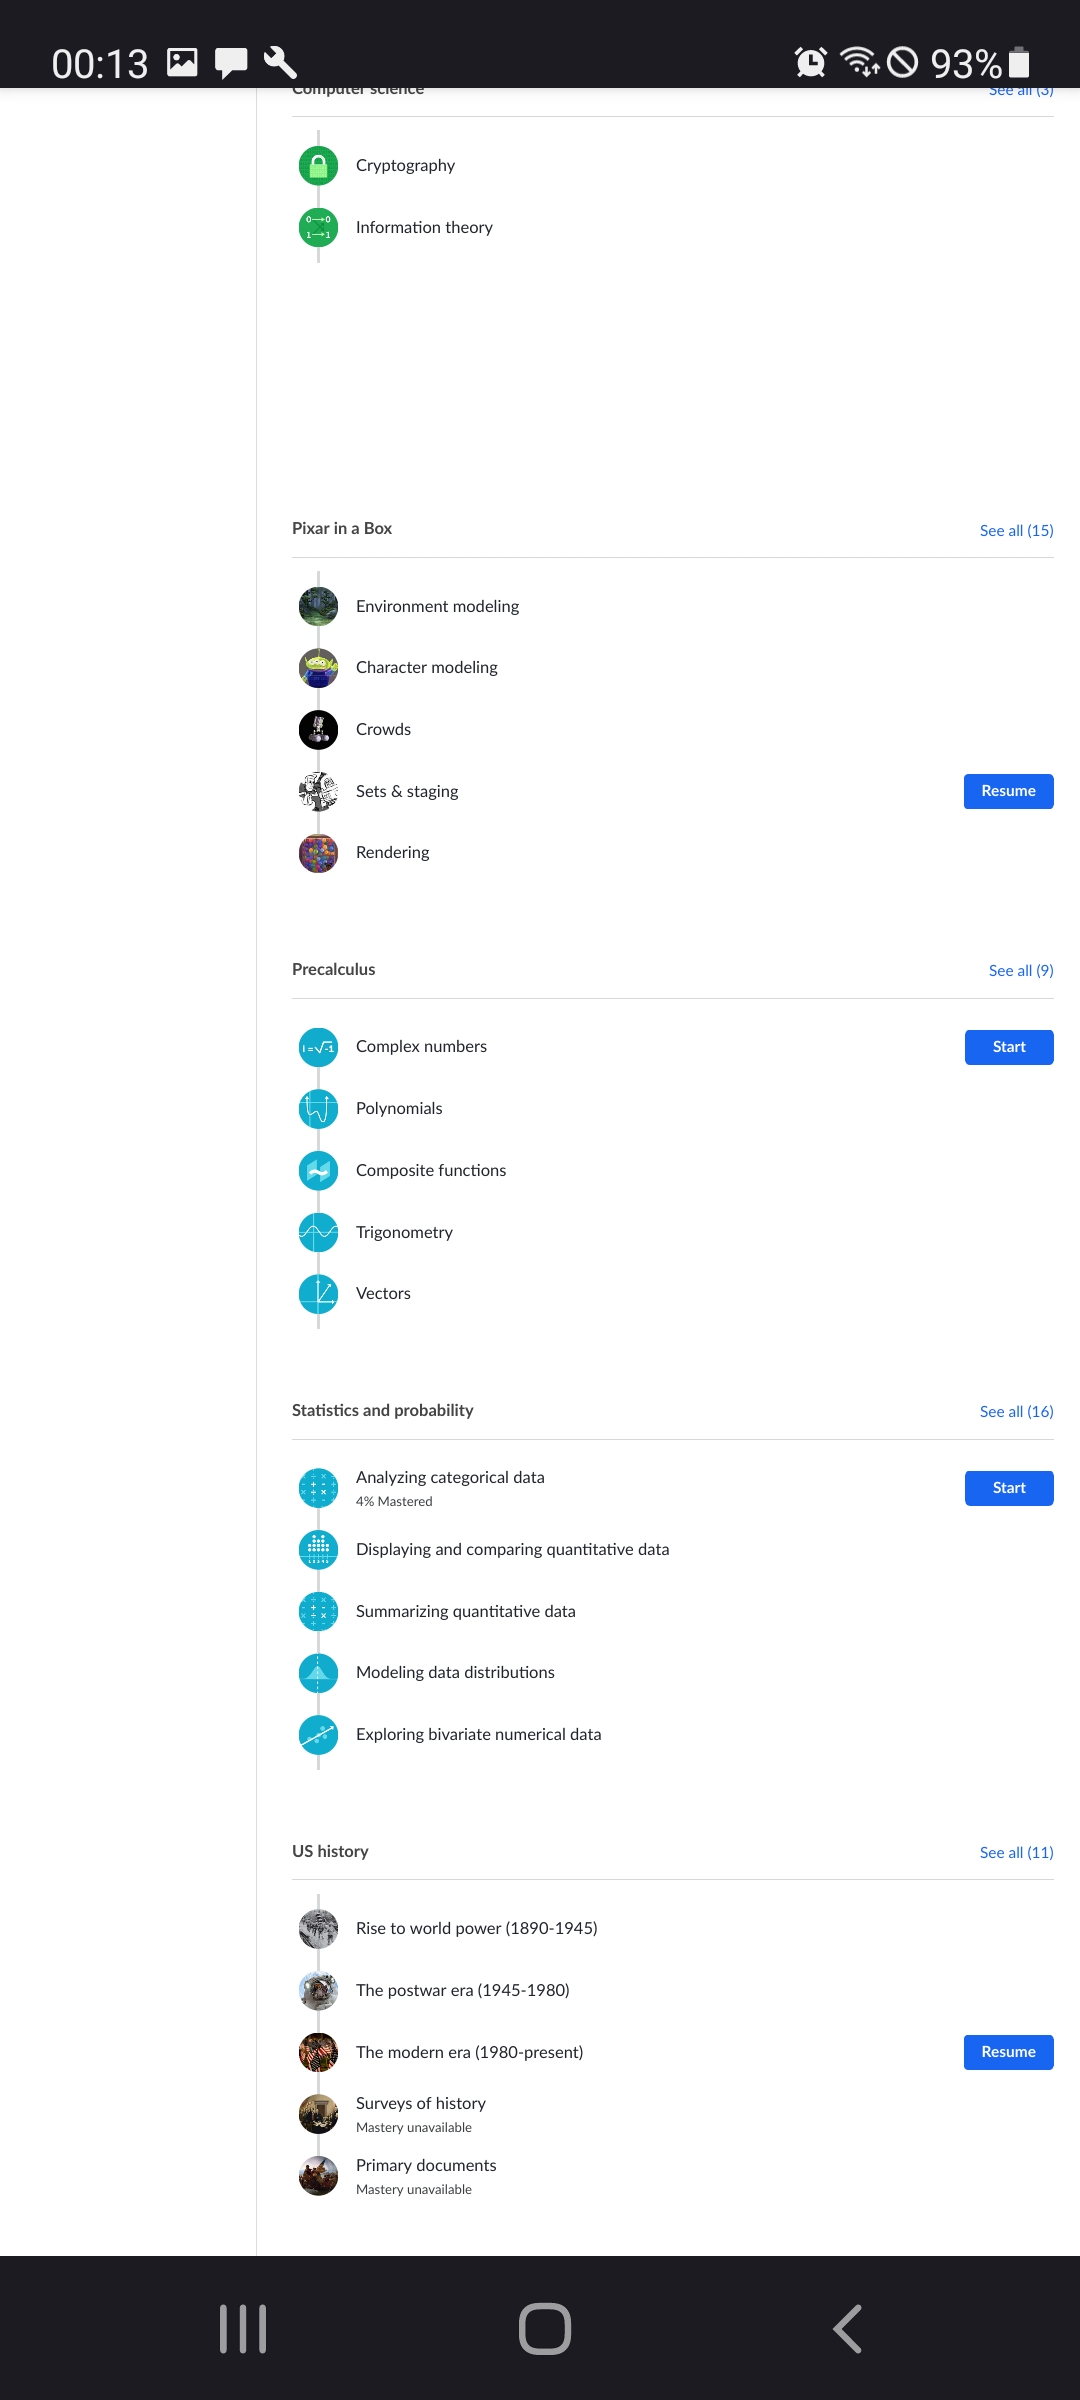 00:13 93%
Computer science See all (3)
Cryptography
0→0
1→1
Information theory
Pixar in a Box See all (15)
Environment modeling
Character modeling
Crowds
Sets & staging Resume
Rendering
Precalculus See all (9)
i=√-1 Complex numbers Start
Polynomials
Composite functions
Trigonometry
Vectors
Statistics and probability See all (16)
Analyzing categorical data Start
4% Mastered
Displaying and comparing quantitative data
Summarizing quantitative data
Modeling data distributions
Exploring bivariate numerical data
US history See all (11)
Rise to world power (1890-1945)
The postwar era (1945-1980)
The modern era (1980-present) Resume
Surveys of history
Mastery unavailable
Primary documents
Mastery unavailable